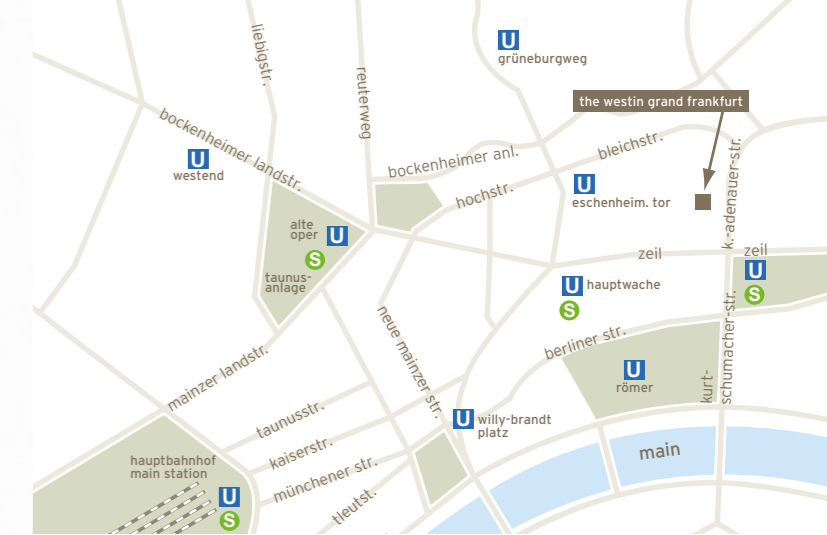 liebigstr.
reuterweg
U
grüneburgweg
the westin grand frankfurt
bockenheimer landstr.
U
westend
bockenheimer anl.
bleichstr.
hochstr.
U
eschenheim. tor
k.-adenauer-str.
alte
oper
U
S
taunus-
anlage
zeil
zeil
U
S
U
hauptwache
S
neue mainzer str.
berliner str.
kurt-
schumacher-str.
U
römer
mainzer landstr.
taunusstr.
kaiserstr.
münchener str.
tleutst.
U
willy-brandt
platz
main
hauptbahnhof
main station
U
S